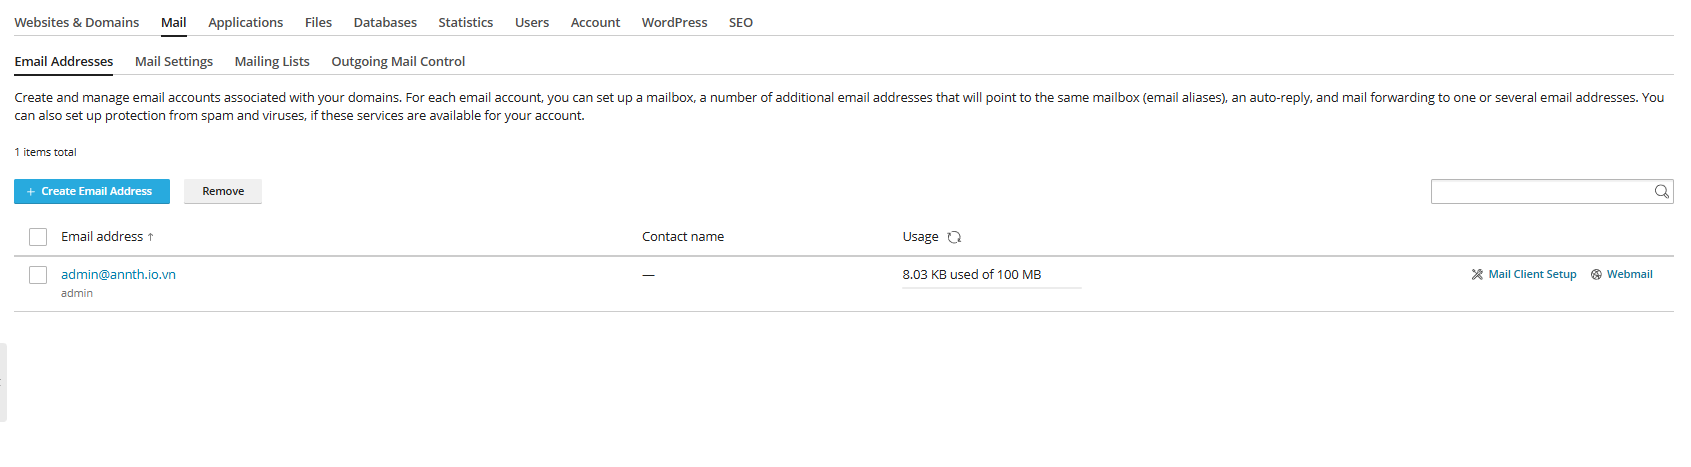 Websites & Domains Mail Applications Files Databases Statistics Users Account WordPress SEO
Email Addresses Mail Settings Mailing Lists Outgoing Mail Control
Create and manage email accounts associated with your domains. For each email account, you can set up a mailbox, a number of additional email addresses that will point to the same mailbox (email aliases), an auto-reply, and mail forwarding to one or several email addresses. You
can also set up protection from spam and viruses, if these services are available for your account.
1 items total
+ Create Email Address Remove
Email address ↑ Contact name Usage
admin@annth.io.vn — 8.03 KB used of 100 MB Mail Client Setup Webmail
admin